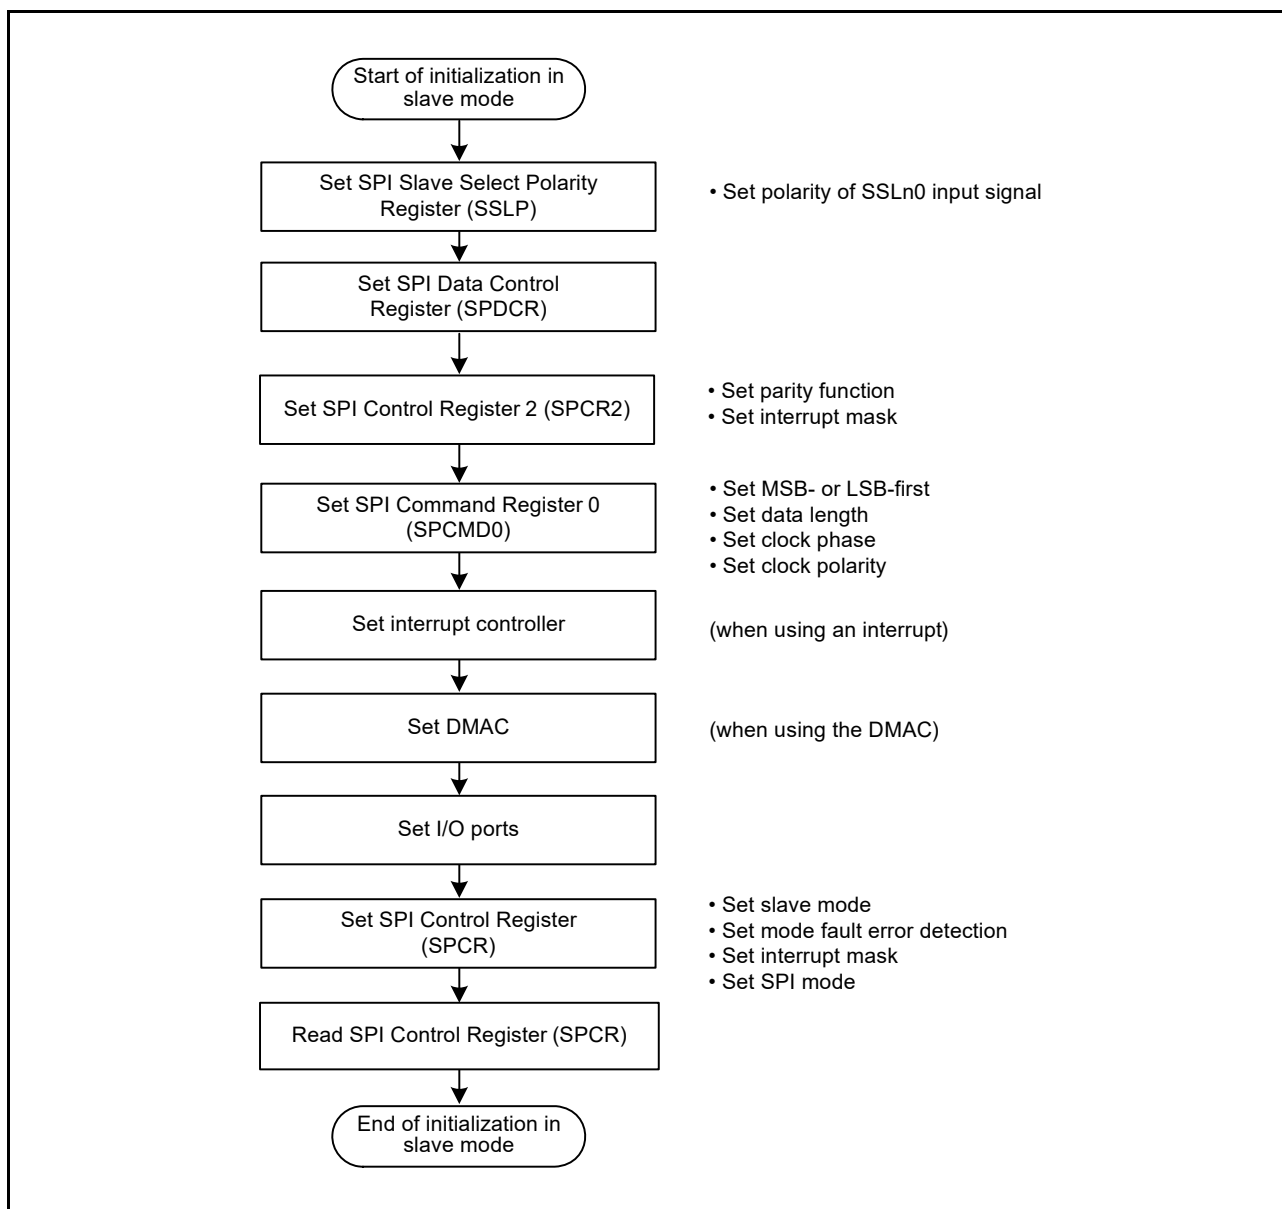 Start of initialization in
slave mode
Set SPI Slave Select Polarity
Register (SSLP)
• Set polarity of SSLn0 input signal
Set SPI Data Control
Register (SPDCR)
Set SPI Control Register 2 (SPCR2)
• Set parity function
• Set interrupt mask
Set SPI Command Register 0
(SPCMD0)
• Set MSB- or LSB-first
• Set data length
• Set clock phase
• Set clock polarity
Set interrupt controller
(when using an interrupt)
Set DMAC
(when using the DMAC)
Set I/O ports
Set SPI Control Register
(SPCR)
• Set slave mode
• Set mode fault error detection
• Set interrupt mask
• Set SPI mode
Read SPI Control Register (SPCR)
End of initialization in
slave mode